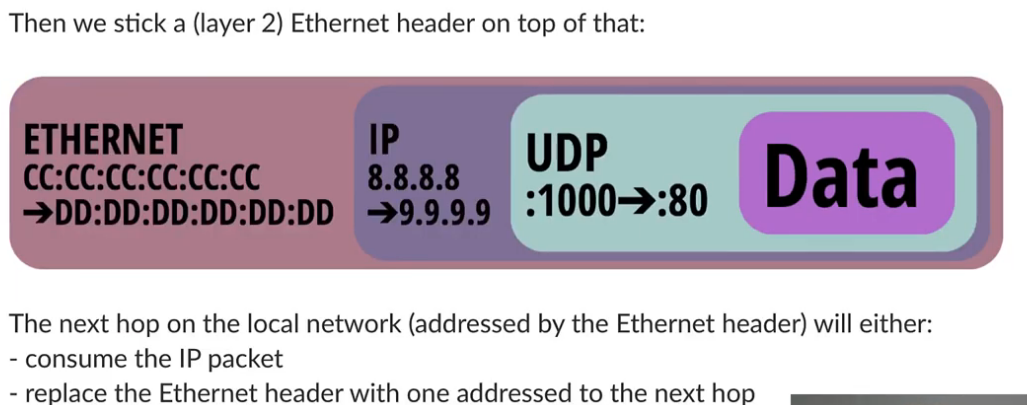 Then we stick a (layer 2) Ethernet header on top of that:
ETHERNET
CC:CC:CC:CC:CC:CC
➔DD:DD:DD:DD:DD:DD
IP
8.8.8.8
➔9.9.9.9
UDP
:1000➔:80
Data
The next hop on the local network (addressed by the Ethernet header) will either:
- consume the IP packet
- replace the Ethernet header with one addressed to the next hop